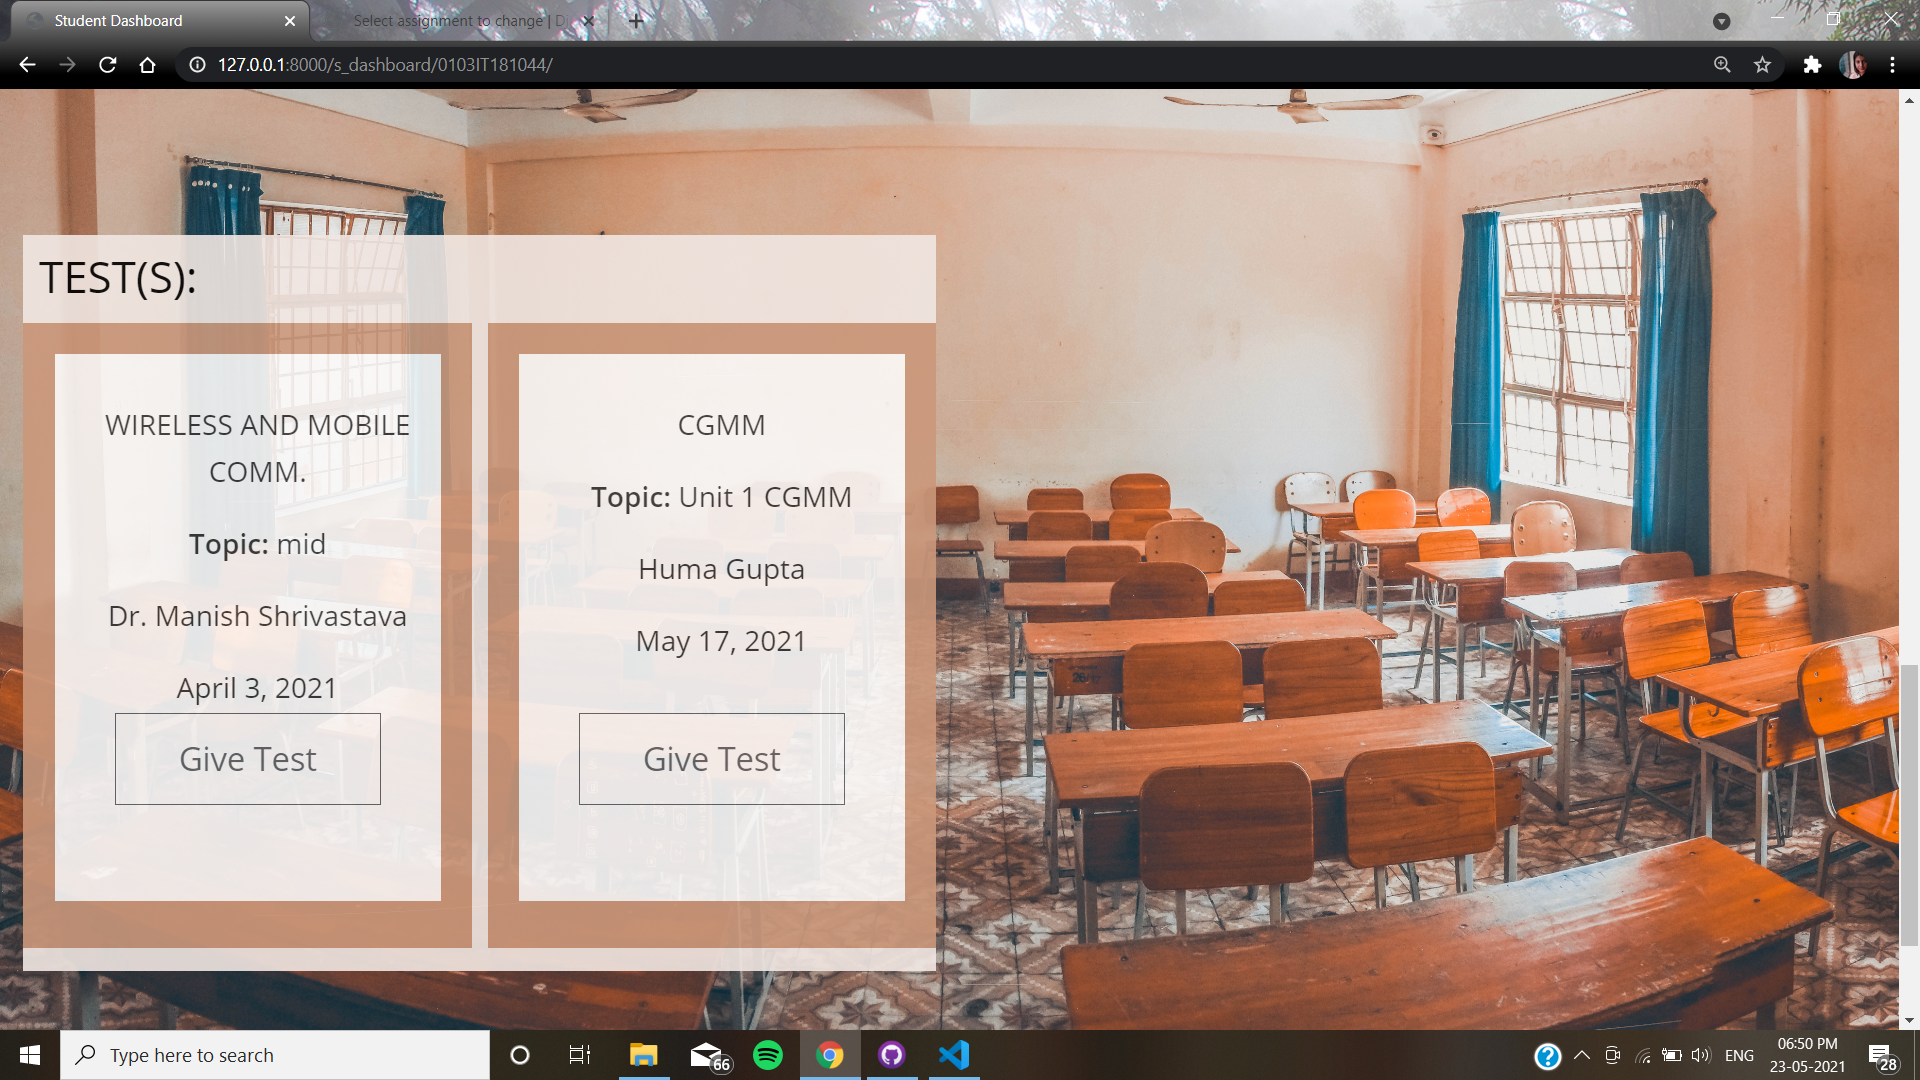 Student Dashboard
Select assignment to change | Dj
127.0.0.1:8000/s_dashboard/0103IT181044/
TEST(S):
WIRELESS AND MOBILE
COMM.
Topic: mid
Dr. Manish Shrivastava
April 3, 2021
Give Test
CGMM
Topic: Unit 1 CGMM
Huma Gupta
May 17, 2021
Give Test
Type here to search
66
ENG
06:50 PM
23-05-2021
28